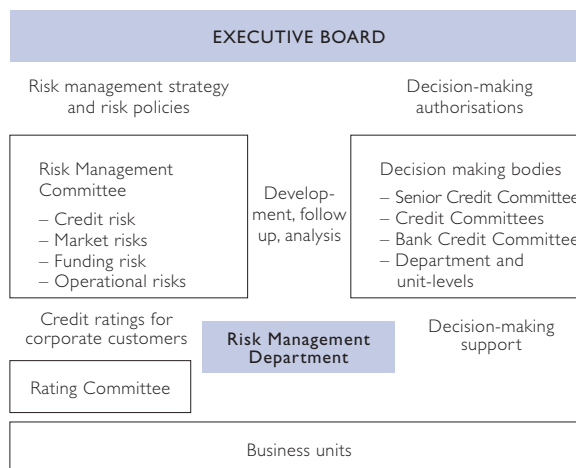 EXECUTIVE BOARD
Risk management strategy
and risk policies
Decision-making
authorisations
Risk Management
Committee
– Credit risk
– Market risks
– Funding risk
– Operational risks
Develop-
ment, follow
up, analysis
Decision making bodies
– Senior Credit Committee
– Credit Committees
– Bank Credit Committee
– Department and
unit-levels
Credit ratings for
corporate customers
Risk Management
Department
Decision-making
support
Rating Committee
Business units